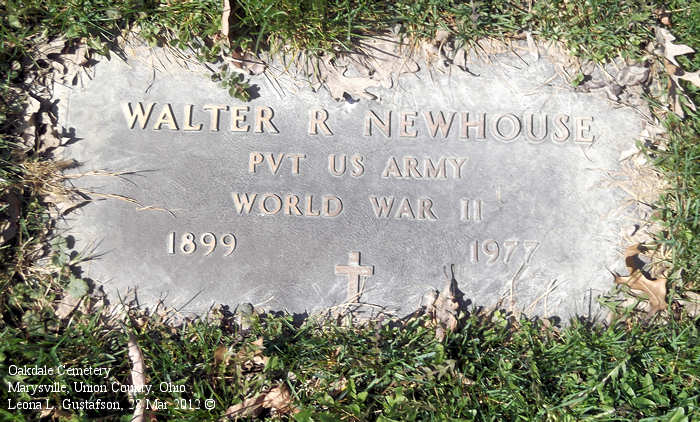 WALTER R NEWHOUSE
PVT US ARMY
WORLD WAR II
1899 1977
Oakdale Cemetery
Marysville, Union County, Ohio
Leona L. Gustafson, 28 Mar 2012 ©